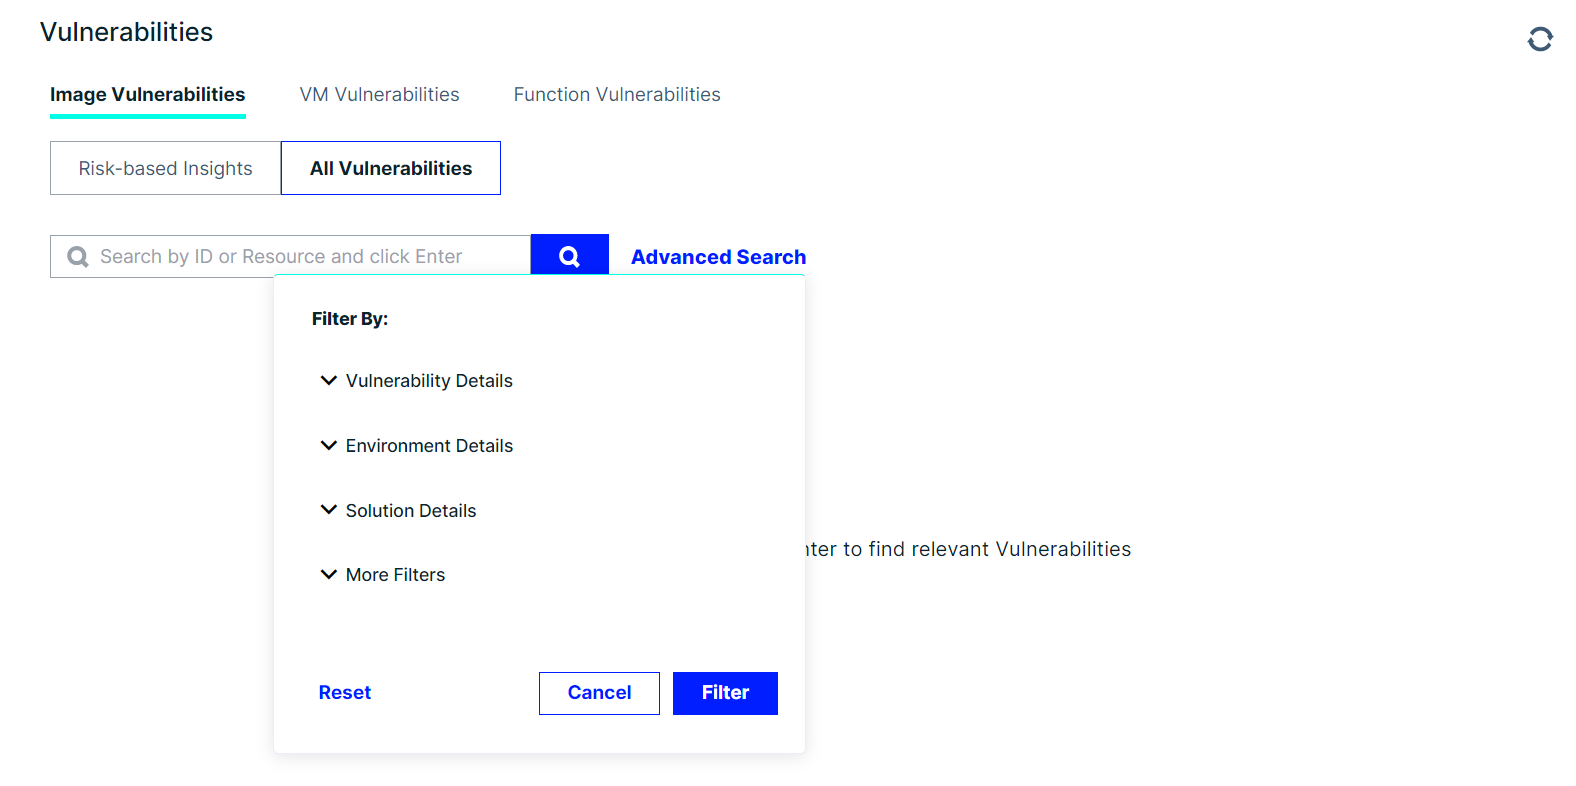 Vulnerabilities
Image Vulnerabilities VM Vulnerabilities Function Vulnerabilities
Risk-based Insights All Vulnerabilities
Search by ID or Resource and click Enter Advanced Search
Filter By:
Vulnerability Details
Environment Details
Solution Details
to find relevant Vulnerabilities
More Filters
Reset Cancel Filter